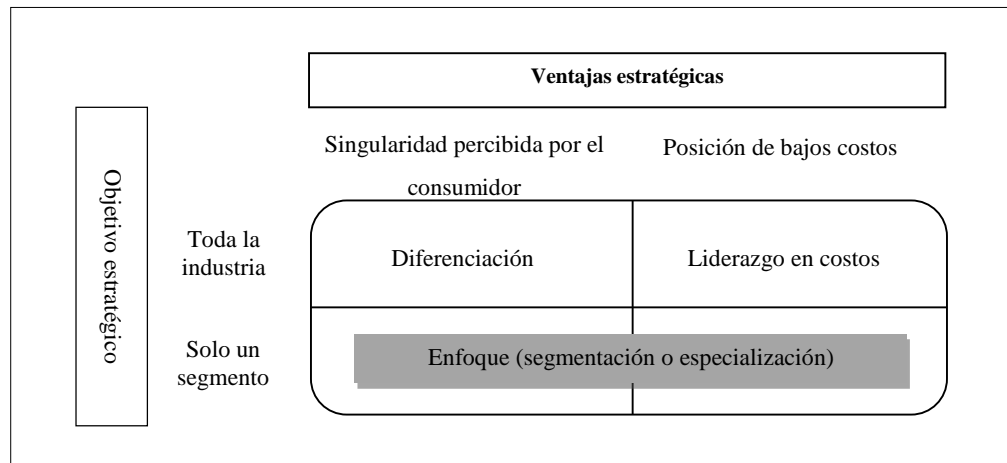 Ventajas estratégicas
Singularidad percibida por el
consumidor
Posición de bajos costos
Objetivo estratégico
Toda la
industria
Diferenciación
Liderazgo en costos
Solo un
segmento
Enfoque (segmentación o especialización)